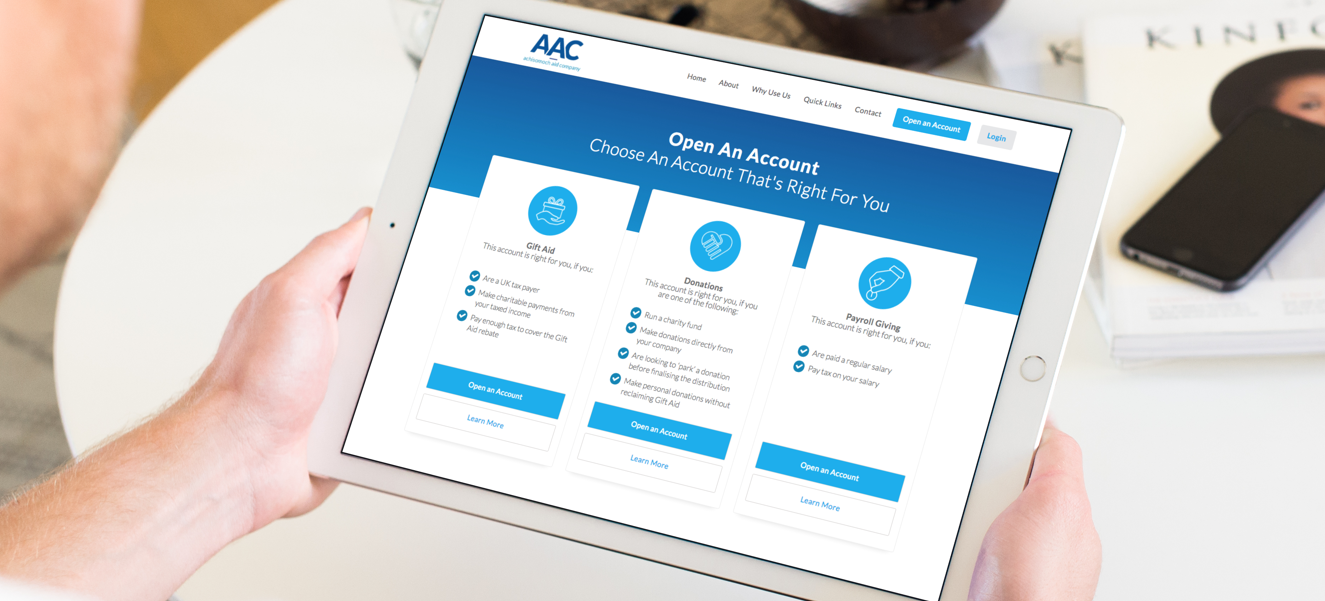 AAC
achisomoch aid company
Home
About
Why Use Us
Quick Links
Contact
Open an Account
Login
Open An Account
Choose An Account That's Right For You
Gift Aid
This account is right for you, if you:
Are a UK tax payer
Make charitable payments from
your taxed income
Pay enough tax to cover the Gift
Aid rebate
Open an Account
Learn More
Donations
This account is right for you, if you
are one of the following:
Run a charity fund
Make donations directly from
your company
Are looking to 'park' a donation
before finalising the distribution
Make personal donations without
reclaiming Gift Aid
Open an Account
Learn More
Payroll Giving
This account is right for you, if you:
Are paid a regular salary
Pay tax on your salary
Open an Account
Learn More
KINF